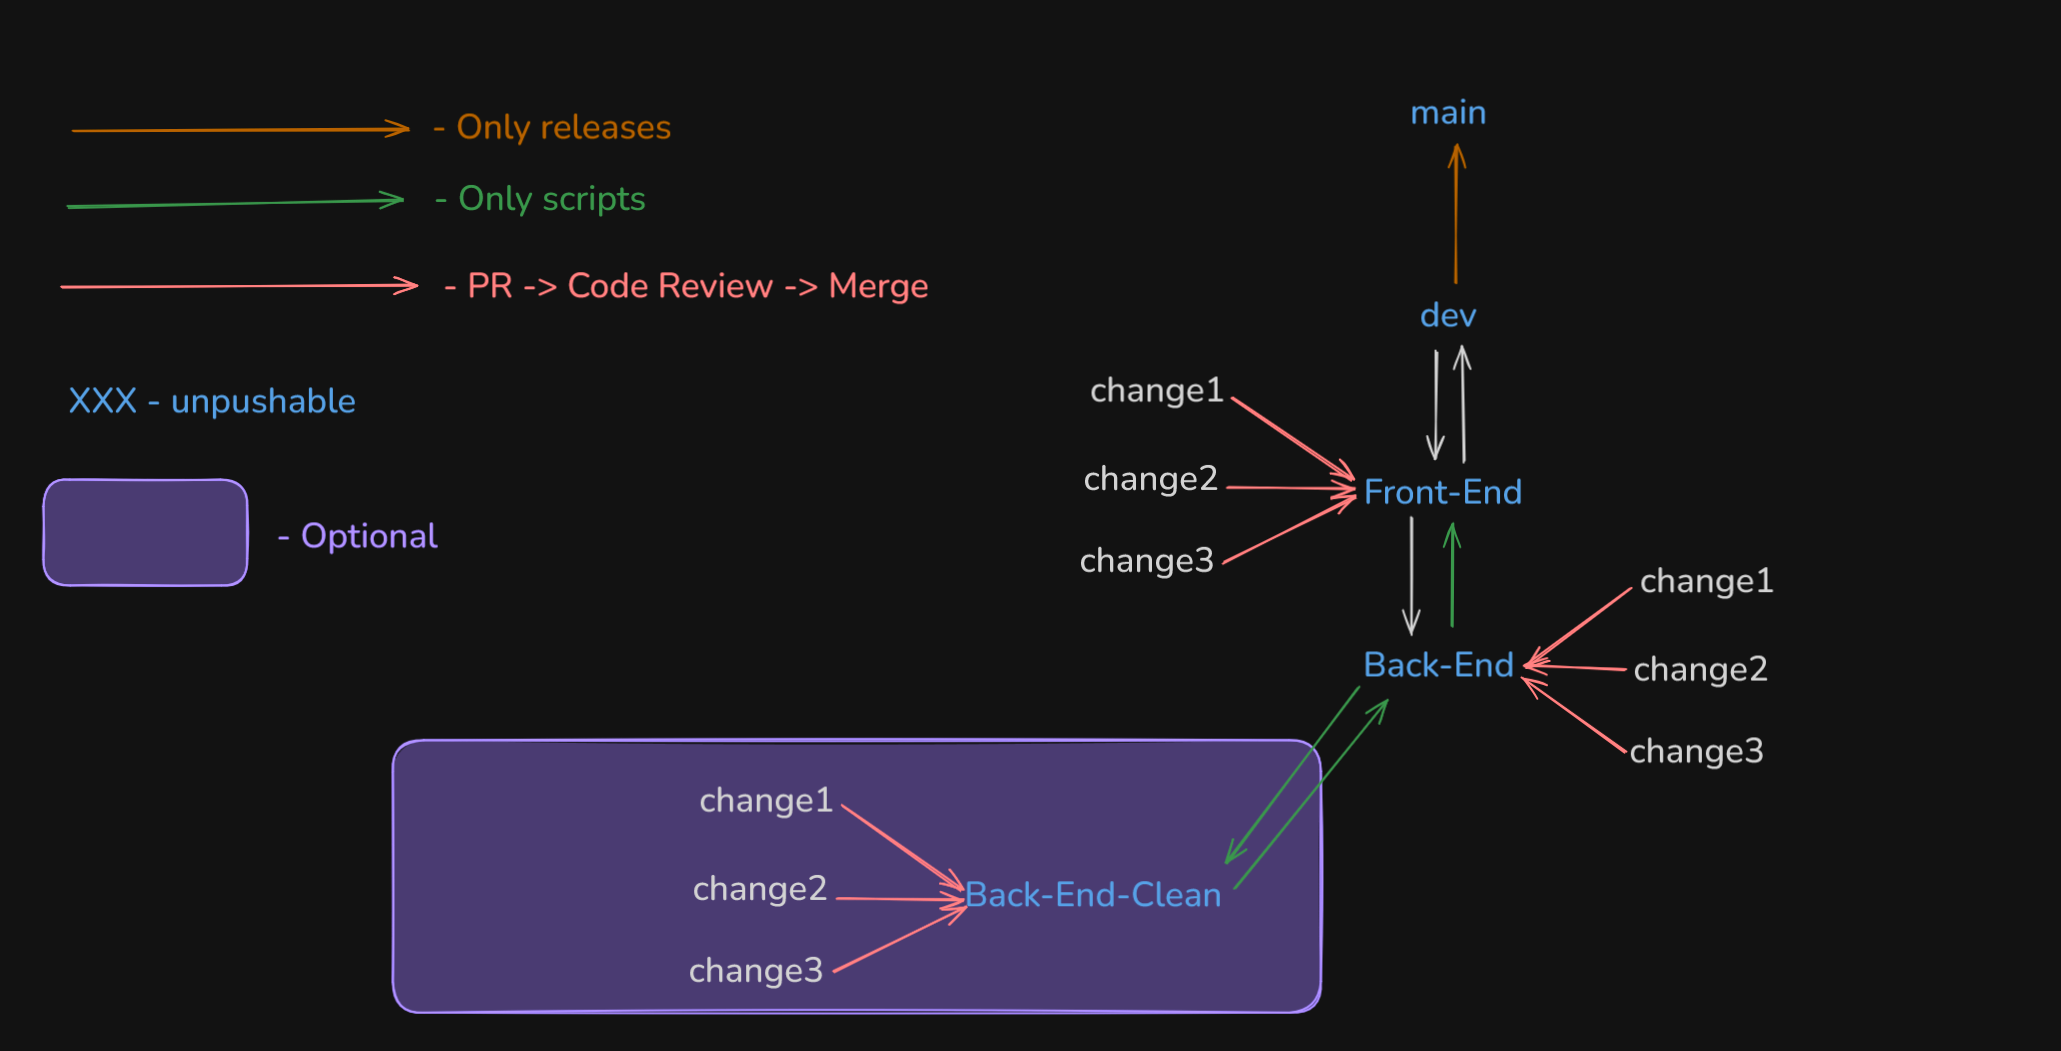 - Only releases
- Only scripts
- PR -> Code Review -> Merge
XXX - unpushable
- Optional
main
dev
change1
change2
change3
Front-End
change1
change2
change3
Back-End
change1
change2
change3
Back-End-Clean